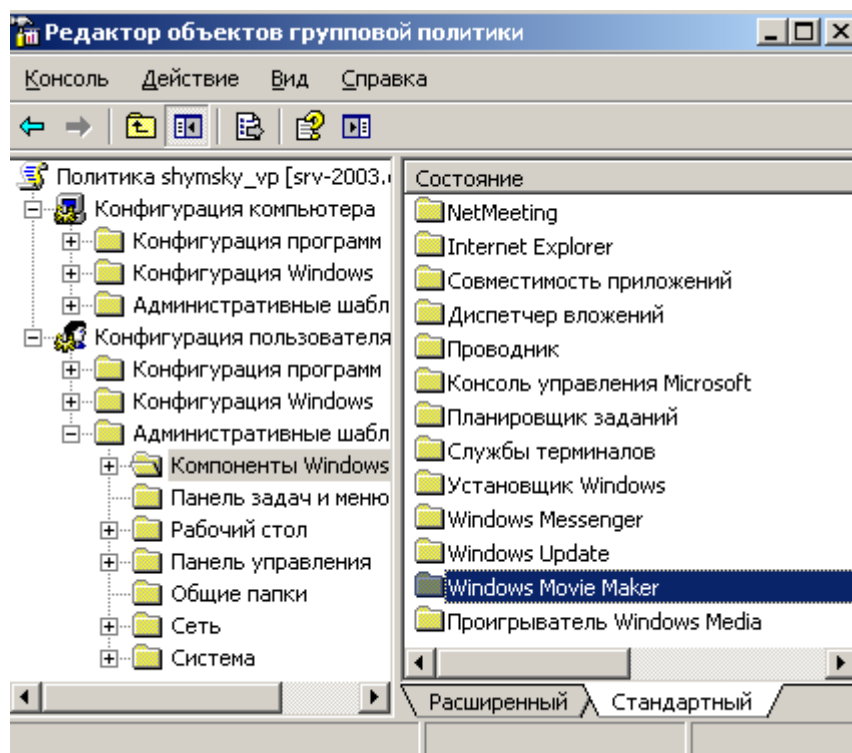 Редактор объектов групповой политики
Консоль Действие Вид Справка
Политика shymsky_vp [srv-2003.
Конфигурация компьютера
Конфигурация программ
Конфигурация Windows
Административные шабл
Конфигурация пользователя
Конфигурация программ
Конфигурация Windows
Административные шабл
Компоненты Windows
Панель задач и меню
Рабочий стол
Панель управления
Общие папки
Сеть
Система
Состояние
NetMeeting
Internet Explorer
Совместимость приложений
Диспетчер вложений
Проводник
Консоль управления Microsoft
Планировщик заданий
Службы терминалов
Установщик Windows
Windows Messenger
Windows Update
Windows Movie Maker
Проигрыватель Windows Media
Расширенный Стандартный